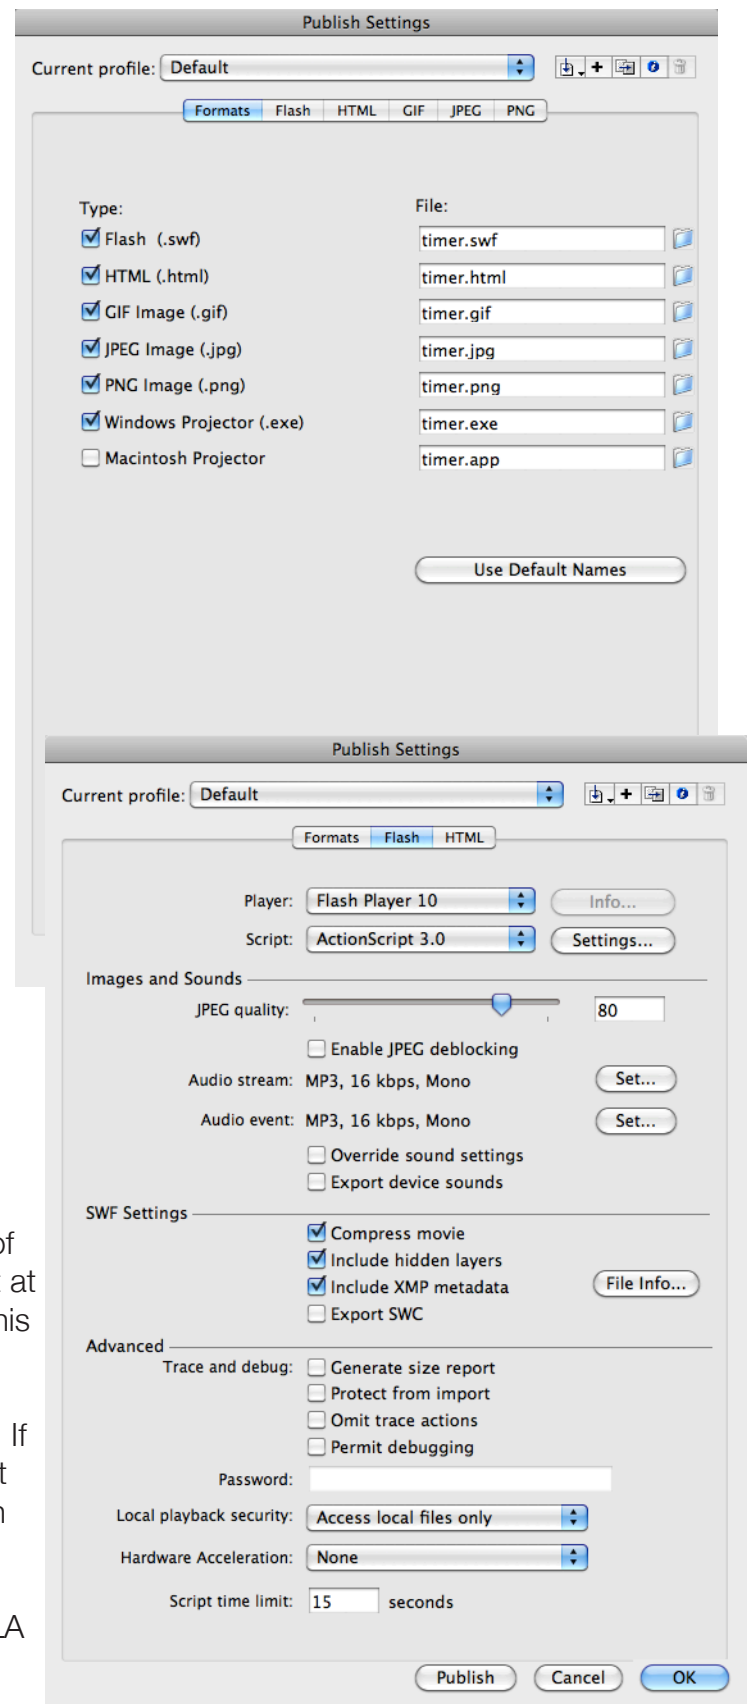 Publish Settings
Current profile: Default
Formats Flash HTML GIF JPEG PNG
Type: File:
Flash (.swf) timer.swf
HTML (.html) timer.html
GIF Image (.gif) timer.gif
JPEG Image (.jpg) timer.jpg
PNG Image (.png) timer.png
Windows Projector (.exe) timer.exe
Macintosh Projector timer.app
Use Default Names
Publish Settings
Current profile: Default
Formats Flash HTML
Player: Flash Player 10 Info...
Script: ActionScript 3.0 Settings...
Images and Sounds
JPEG quality: 80
Enable JPEG deblocking
Audio stream: MP3, 16 kbps, Mono Set...
Audio event: MP3, 16 kbps, Mono Set...
Override sound settings
Export device sounds
SWF Settings
Compress movie
Include hidden layers
Include XMP metadata File Info...
Export SWC
Advanced
Trace and debug: Generate size report
Protect from import
Omit trace actions
Permit debugging
Password:
Local playback security: Access local files only
Hardware Acceleration: None
Script time limit: 15 seconds
Publish Cancel OK
of
at
If